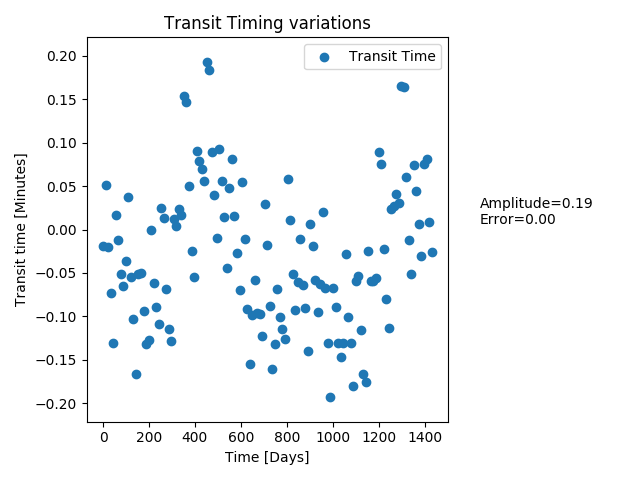 Transit Timing variations
Transit Time
0.20
0.15
0.10
0.05
0.00
−0.05
−0.10
−0.15
−0.20
Transit time [Minutes]
0 200 400 600 800 1000 1200 1400
Time [Days]
Amplitude=0.19
Error=0.00